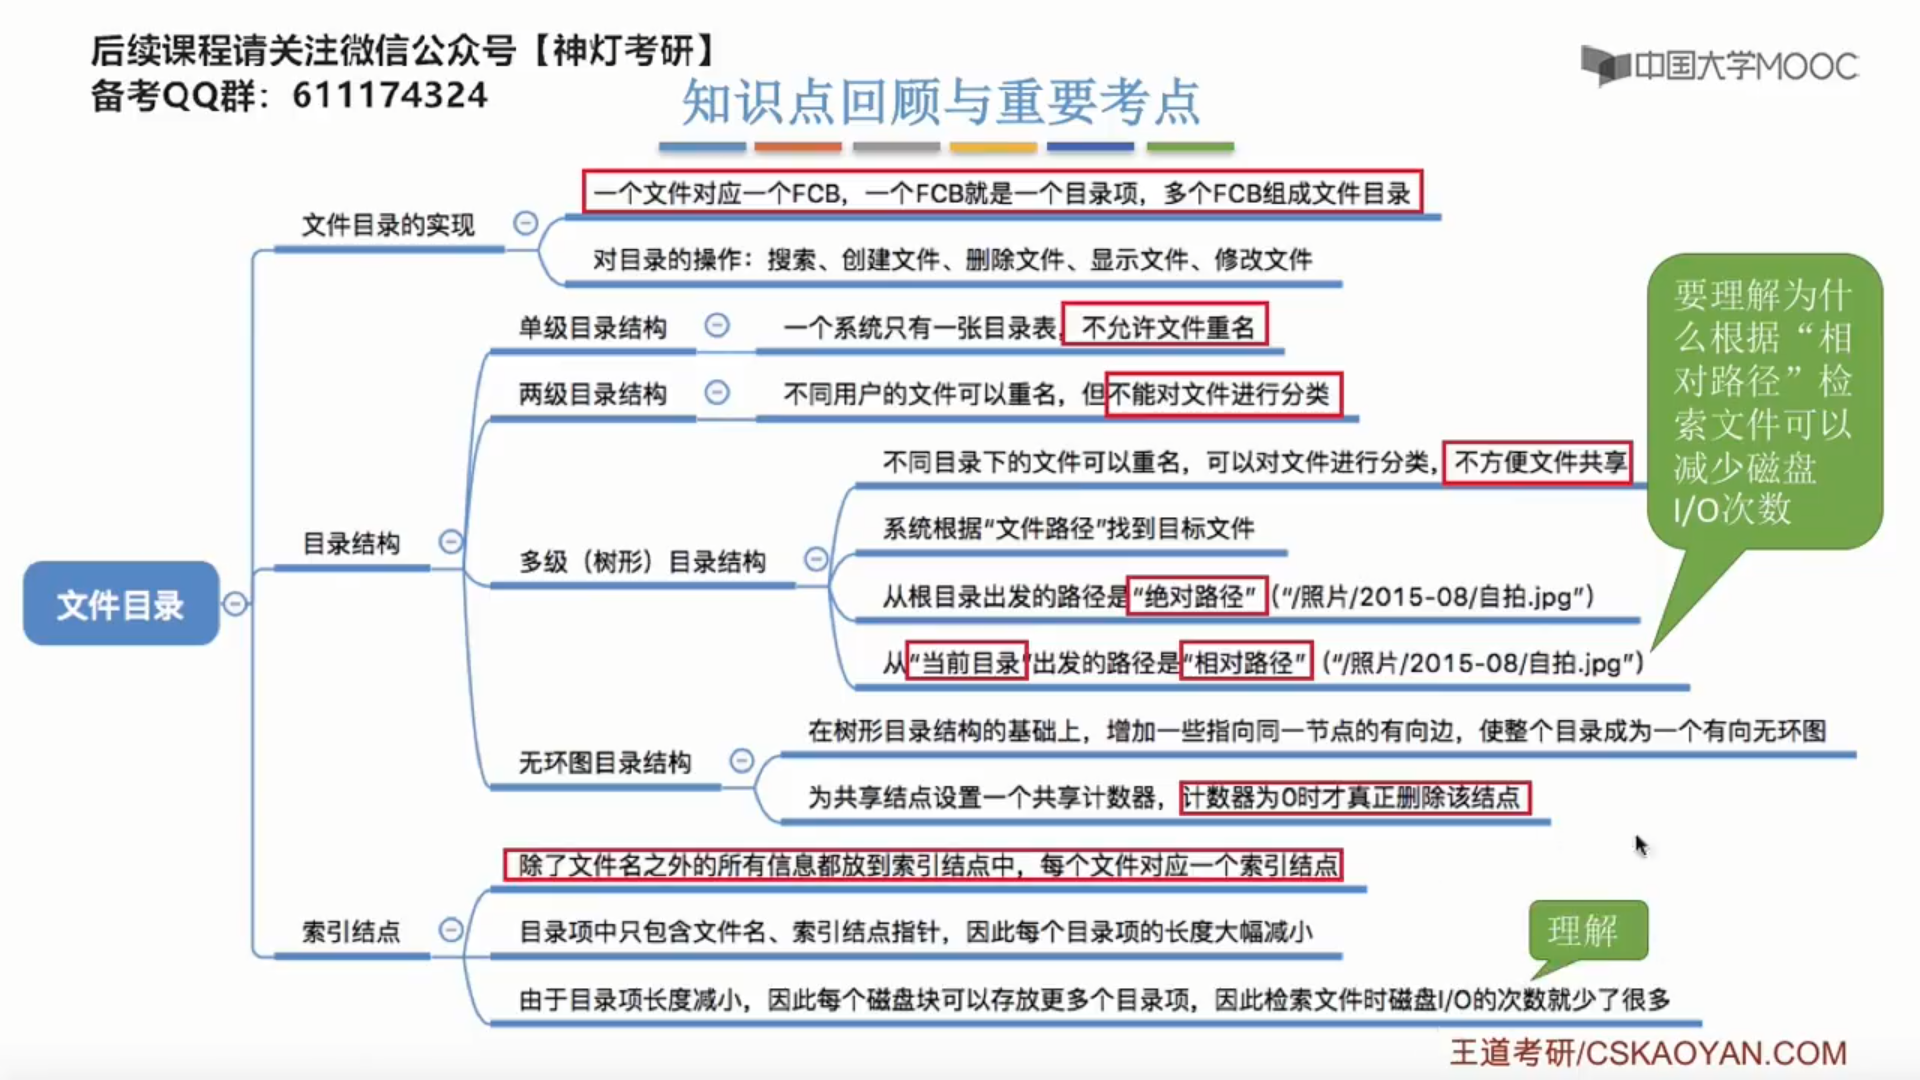 后续课程请关注微信公众号【神灯考研】
备考QQ群：611174324
中国大学MOOC
知识点回顾与重要考点
文件目录
文件目录的实现
一个文件对应一个FCB，一个FCB就是一个目录项，多个FCB组成文件目录
对目录的操作：搜索、创建文件、删除文件、显示文件、修改文件
目录结构
单级目录结构
一个系统只有一张目录表，不允许文件重名
两级目录结构
不同用户的文件可以重名，但不能对文件进行分类
多级（树形）目录结构
不同目录下的文件可以重名，可以对文件进行分类，不方便文件共享
系统根据“文件路径”找到目标文件
从根目录出发的路径是“绝对路径”（“/照片/2015-08/自拍.jpg”）
从“当前目录”出发的路径是“相对路径”（“/照片/2015-08/自拍.jpg”）
要理解为什
么根据“相
对路径”检
索文件可以
减少磁盘
I/O次数
无环图目录结构
在树形目录结构的基础上，增加一些指向同一节点的有向边，使整个目录成为一个有向无环图
为共享结点设置一个共享计数器，计数器为0时才真正删除该结点
索引结点
除了文件名之外的所有信息都放到索引结点中，每个文件对应一个索引结点
目录项中只包含文件名、索引结点指针，因此每个目录项的长度大幅减小
由于目录项长度减小，因此每个磁盘块可以存放更多个目录项，因此检索文件时磁盘I/O的次数就少了很多
理解
王道考研/CSKAOYAN.COM